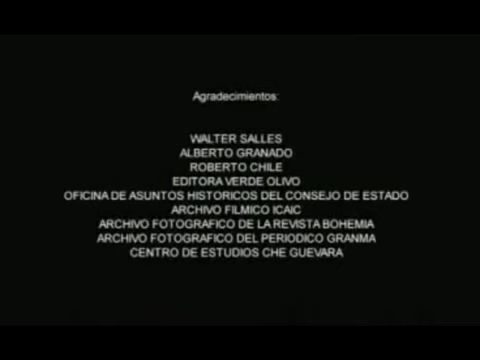 Agradecimientos:
WALTER SALLES
ALBERTO GRANADO
ROBERTO CHILE
EDITORA VERDE OLIVO
OFICINA DE ASUNTOS HISTORICOS DEL CONSEJO DE ESTADO
ARCHIVO FILMICO ICAIC
ARCHIVO FOTOGRAFICO DE LA REVISTA BOHEMIA
ARCHIVO FOTOGRAFICO DEL PERIODICO GRANMA
CENTRO DE ESTUDIOS CHE GUEVARA